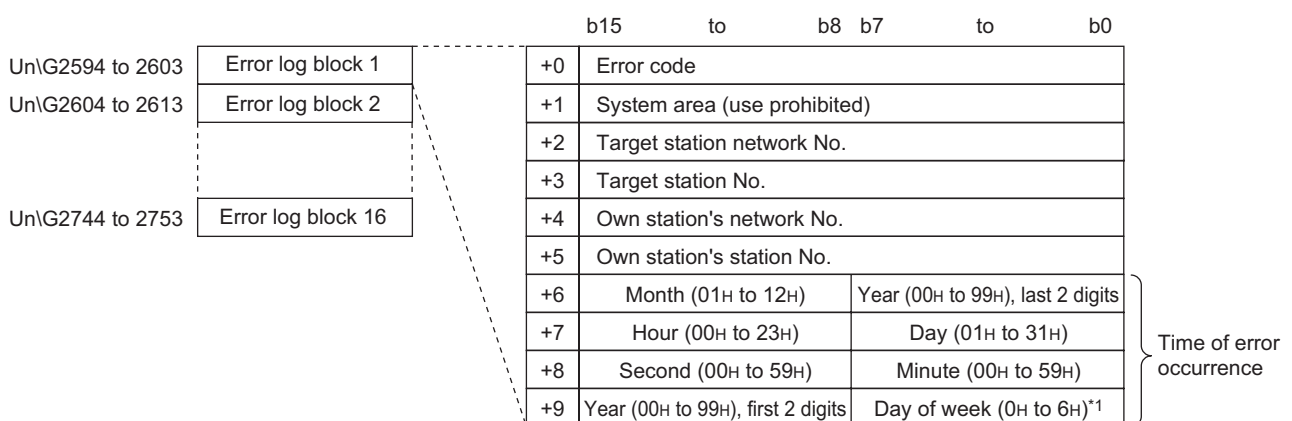 b15 to b8 b7 to b0
Un\G2594 to 2603 Error log block 1 +0 Error code
Un\G2604 to 2613 Error log block 2 +1 System area (use prohibited)
+2 Target station network No.
+3 Target station No.
Un\G2744 to 2753 Error log block 16 +4 Own station's network No.
+5 Own station's station No.
+6 Month (01H to 12H) Year (00H to 99H), last 2 digits
+7 Hour (00H to 23H) Day (01H to 31H)
+8 Second (00H to 59H) Minute (00H to 59H)
+9 Year (00H to 99H), first 2 digits Day of week (0H to 6H)*1
Time of error
occurrence